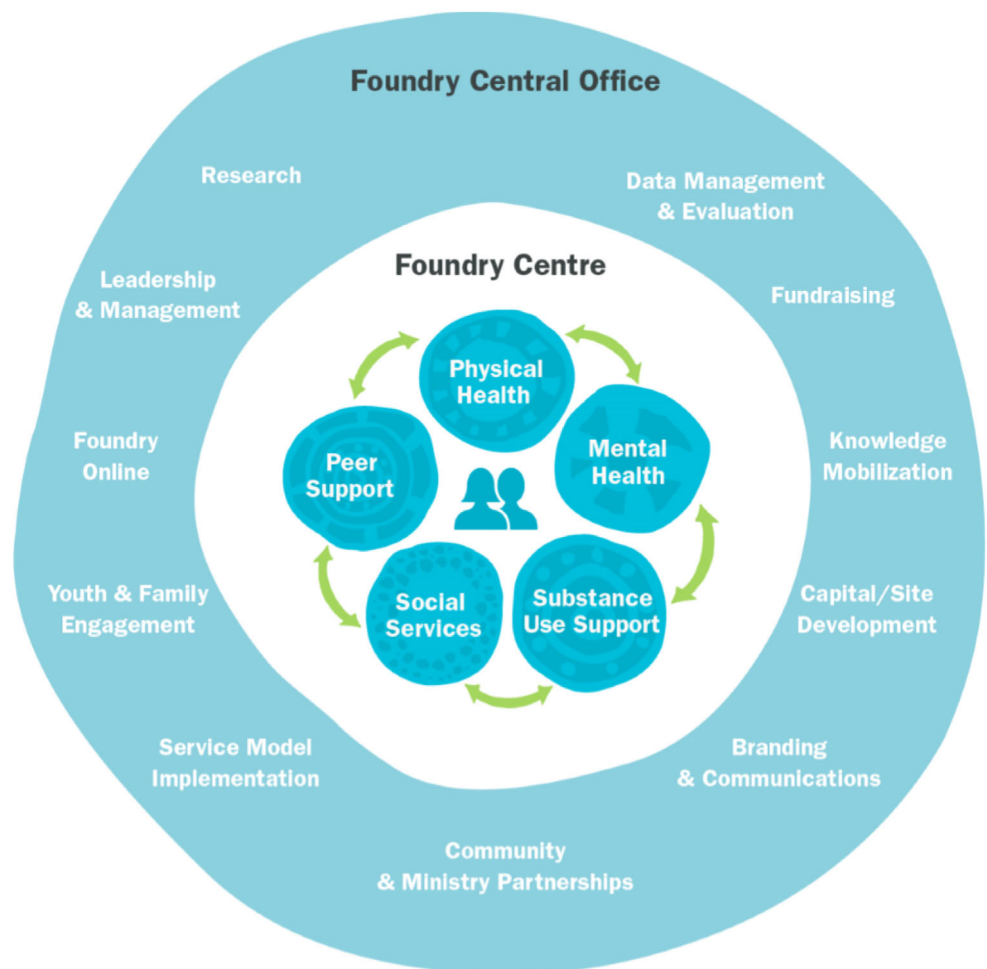 Foundry Central Office
Research
Data Management
& Evaluation
Leadership
& Management
Fundraising
Foundry Centre
Physical
Health
Mental
Health
Peer
Support
Social
Services
Substance
Use Support
Foundry
Online
Knowledge
Mobilization
Youth & Family
Engagement
Capital/Site
Development
Service Model
Implementation
Branding
& Communications
Community
& Ministry Partnerships